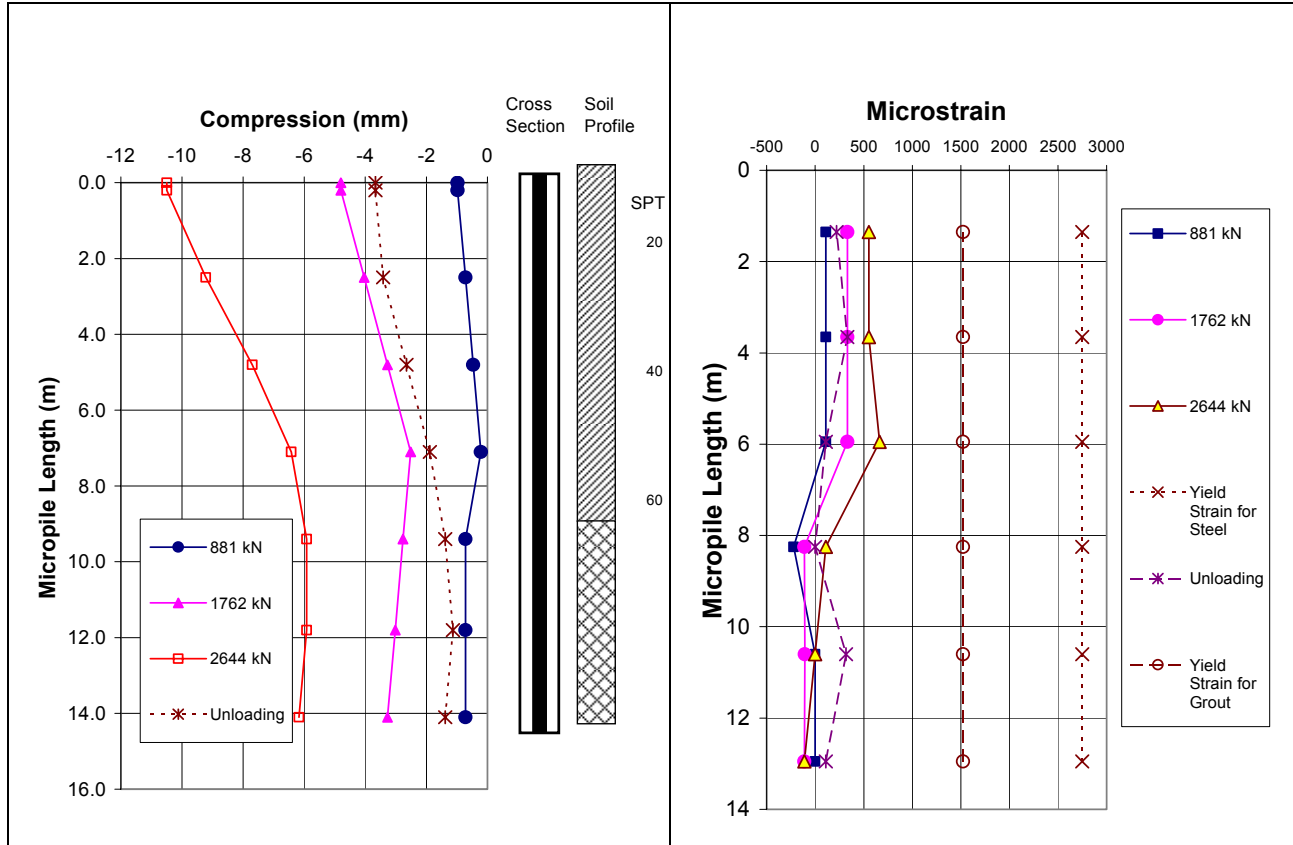 Compression (mm)
Cross
Section
Soil
Profile
-12 -10 -8 -6 -4 -2 0
0.0
2.0
4.0
6.0
8.0
10.0
12.0
14.0
16.0
Micropile Length (m)
SPT
20
40
60
881 kN
1762 kN
2644 kN
Unloading
Microstrain
-500 0 500 1000 1500 2000 2500 3000
0
2
4
6
8
10
12
14
Micropile Length (m)
881 kN
1762 kN
2644 kN
Yield
Strain for
Steel
Unloading
Yield
Strain for
Grout